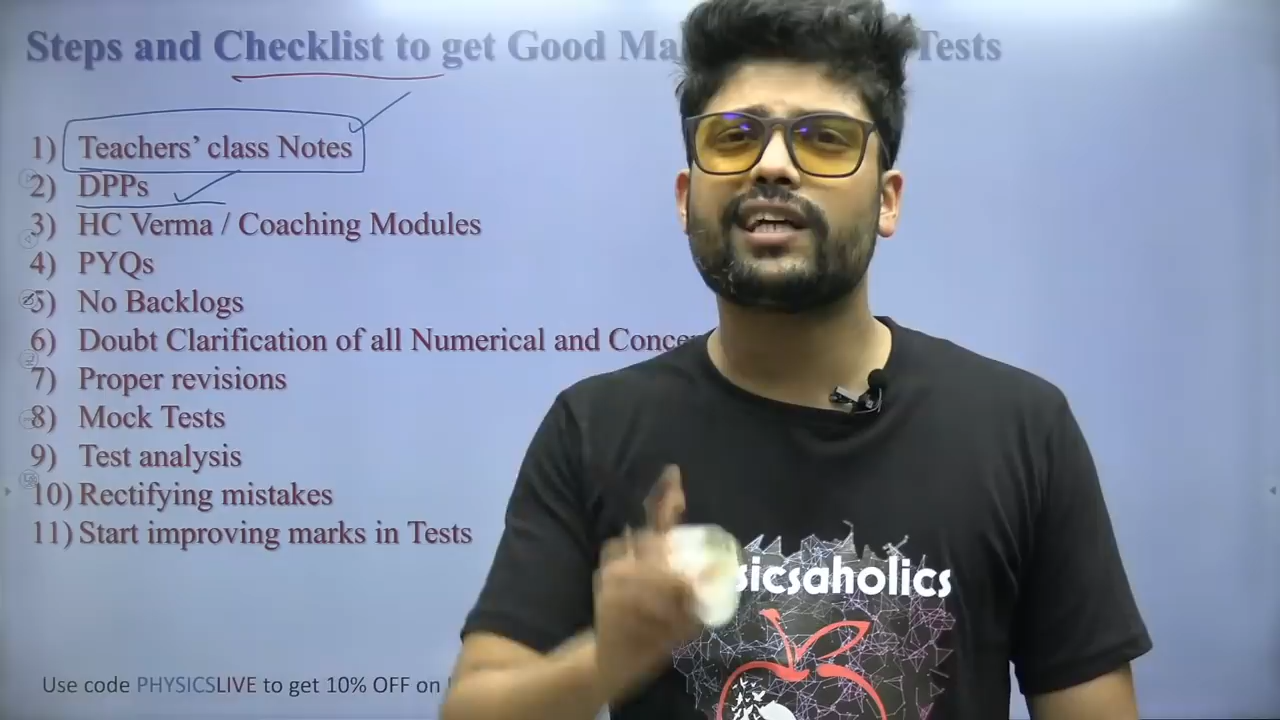 Steps and Checklist to get Good Tests
1) Teachers’ class Notes
2) DPPs
3) HC Verma / Coaching Modules
4) PYQs
5) No Backlogs
6) Doubt Clarification of all Numerical and
7) Proper revisions
8) Mock Tests
9) Test analysis
10) Rectifying mistakes
11) Start improving marks in Tests
sicsaholics
Use code PHYSICSLIVE to get 10% OFF on